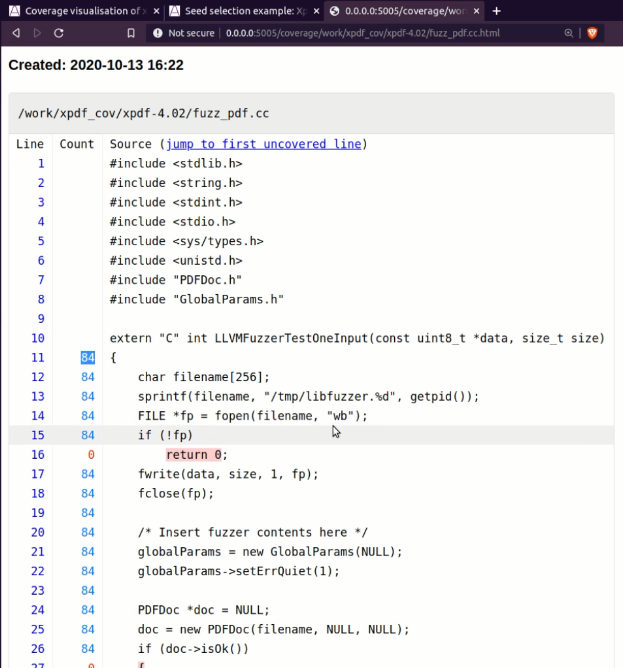 Coverage visualisation of x
Seed selection example: Xp x
0.0.0.0:5005/coverage/wor x +
Not secure | 0.0.0.0:5005/coverage/work/xpdf_cov/xpdf-4.02/fuzz_pdf.cc.html
Created: 2020-10-13 16:22
/work/xpdf_cov/xpdf-4.02/fuzz_pdf.cc
Line Count Source (jump to first uncovered line)
1 #include <stdlib.h>
2 #include <string.h>
3 #include <stdint.h>
4 #include <stdio.h>
5 #include <sys/types.h>
6 #include <unistd.h>
7 #include "PDFDoc.h"
8 #include "GlobalParams.h"
9
10 extern "C" int LLVMFuzzerTestOneInput(const uint8_t *data, size_t size)
11 84 {
12 84 char filename[256];
13 84 sprintf(filename, "/tmp/libfuzzer.%d", getpid());
14 84 FILE *fp = fopen(filename, "wb");
15 84 if (!fp)
16 0 return 0;
17 84 fwrite(data, size, 1, fp);
18 84 fclose(fp);
19 84
20 84 /* Insert fuzzer contents here */
21 84 globalParams = new GlobalParams(NULL);
22 84 globalParams->setErrQuiet(1);
23 84
24 84 PDFDoc *doc = NULL;
25 84 doc = new PDFDoc(filename, NULL, NULL);
26 84 if (doc->isOk())
27 0 {